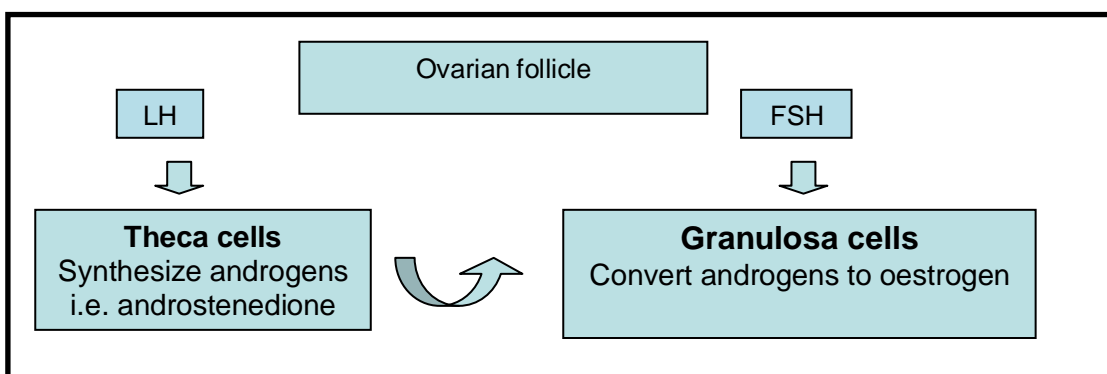 Ovarian follicle
LH
FSH
Theca cells
Synthesize androgens
i.e. androstenedione
Granulosa cells
Convert androgens to oestrogen